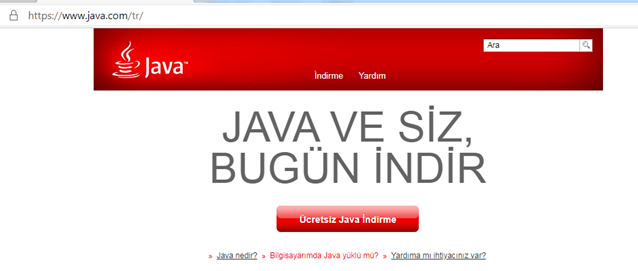 https://www.java.com/tr/
Java™
Ara
İndirme Yardım
JAVA VE SİZ,
BUGÜN İNDİR
Ücretsiz Java İndirme
» Java nedir? » Bilgisayarımda Java yüklü mü? » Yardıma mı ihtiyacınız var?